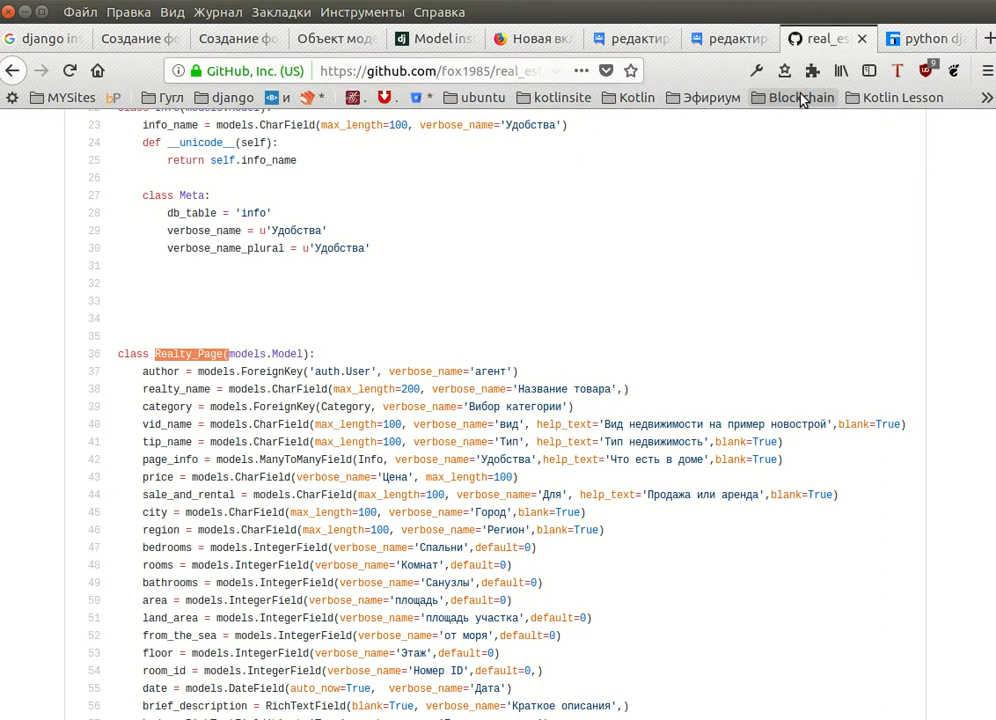 Файл Правка Вид Журнал Закладки Инструменты Справка
django in
Создание фо
Создание фо
Объект мод
Model ins
Новая вкл
редактир
редактир
real_es
python dj
GitHub, Inc. (US) https://github.com/fox1985/real_est
9
MYSites Гугл django и ubuntu kotlinsite Kotlin Эфириум Blockchain Kotlin Lesson
23 info_name = models.CharField(max_length=100, verbose_name='Удобства')
24 def __unicode__(self):
25 return self.info_name
26
27 class Meta:
28 db_table = 'info'
29 verbose_name = u'Удобства'
30 verbose_name_plural = u'Удобства'
31
32
33
34
35
36 class Realty_Page(models.Model):
37 author = models.ForeignKey('auth.User', verbose_name='агент')
38 realty_name = models.CharField(max_length=200, verbose_name='Название товара',)
39 category = models.ForeignKey(Category, verbose_name='Вибор категории')
40 vid_name = models.CharField(max_length=100, verbose_name='вид', help_text='Вид недвижимости на пример новострой',blank=True)
41 tip_name = models.CharField(max_length=100, verbose_name='Тип', help_text='Тип недвижимость',blank=True)
42 page_info = models.ManyToManyField(Info, verbose_name='Удобства',help_text='Что есть в доме',blank=True)
43 price = models.CharField(verbose_name='Цена', max_length=100)
44 sale_and_rental = models.CharField(max_length=100, verbose_name='Для', help_text='Продажа или аренда',blank=True)
45 city = models.CharField(max_length=100, verbose_name='Город',blank=True)
46 region = models.CharField(max_length=100, verbose_name='Регион',blank=True)
47 bedrooms = models.IntegerField(verbose_name='Спальни',default=0)
48 rooms = models.IntegerField(verbose_name='Комнат',default=0)
49 bathrooms = models.IntegerField(verbose_name='Санузлы',default=0)
50 area = models.IntegerField(verbose_name='площадь',default=0)
51 land_area = models.IntegerField(verbose_name='площадь участка',default=0)
52 from_the_sea = models.IntegerField(verbose_name='от моря',default=0)
53 floor = models.IntegerField(verbose_name='Этаж',default=0)
54 room_id = models.IntegerField(verbose_name='Номер ID',default=0,)
55 date = models.DateField(auto_now=True, verbose_name='Дата')
56 brief_description = RichTextField(blank=True, verbose_name='Краткое описания',)